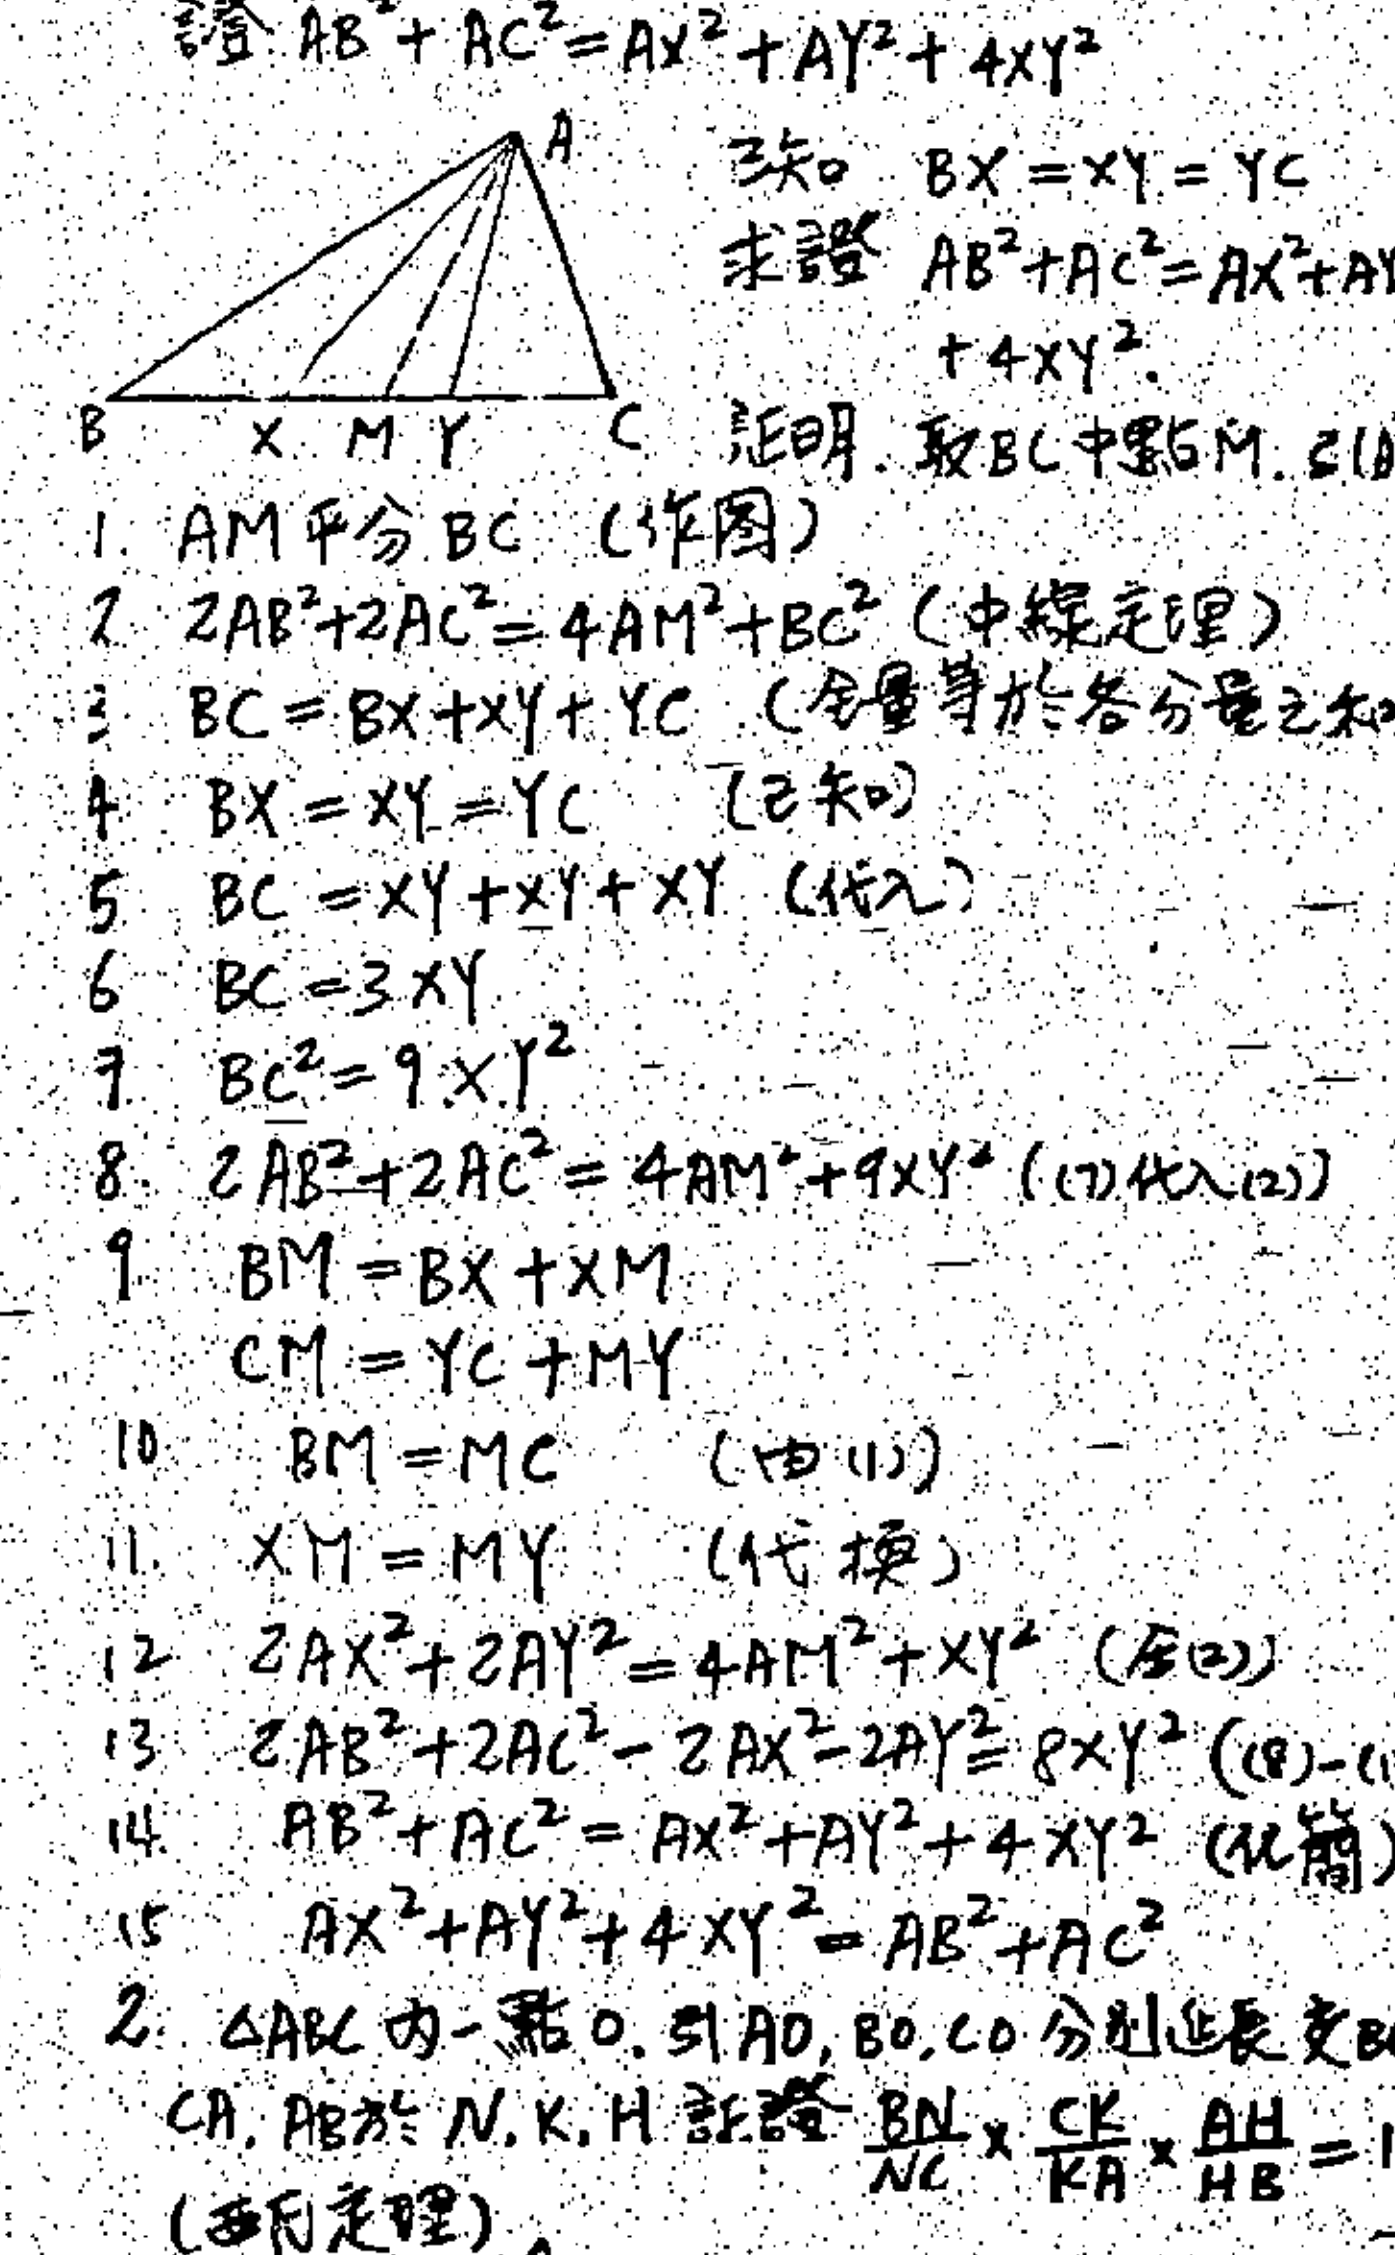 證 AB²+AC²=AX²+AY²+4XY²
A
B X M Y C
已知 BX=XY=YC
求證 AB²+AC²=AX²+AY
+4XY².
証明. 取BC中點M.
1. AM平分BC (作图)
2 2AB²+2AC²=4AM²+BC² (中線定理)
3 BC=BX+XY+YC (全量等於各分量之和
4 BX=XY=YC (已知)
5 BC=XY+XY+XY (代入)
6 BC=3XY
7. BC²=9XY²
8. 2AB²+2AC²=4AM²+9XY² ((7)代入(2))
9 BM=BX+XM
CM=YC+MY
10 BM=MC (由(1))
11. XM=MY (代換)
12 2AX²+2AY²=4AM²+XY² (仝(2))
13 2AB²+2AC²-2AX²-2AY²=8XY² ((8)-(1
14. AB²+AC²=AX²+AY²+4XY² (化簡)
15 AX²+AY²+4XY²=AB²+AC²
2. △ABC内一點O.引AO,BO,CO分別延長交B
CA,AB於N,K,H 試證 BN/NC × CK/KA × AH/HB = 1
(西瓦定理)